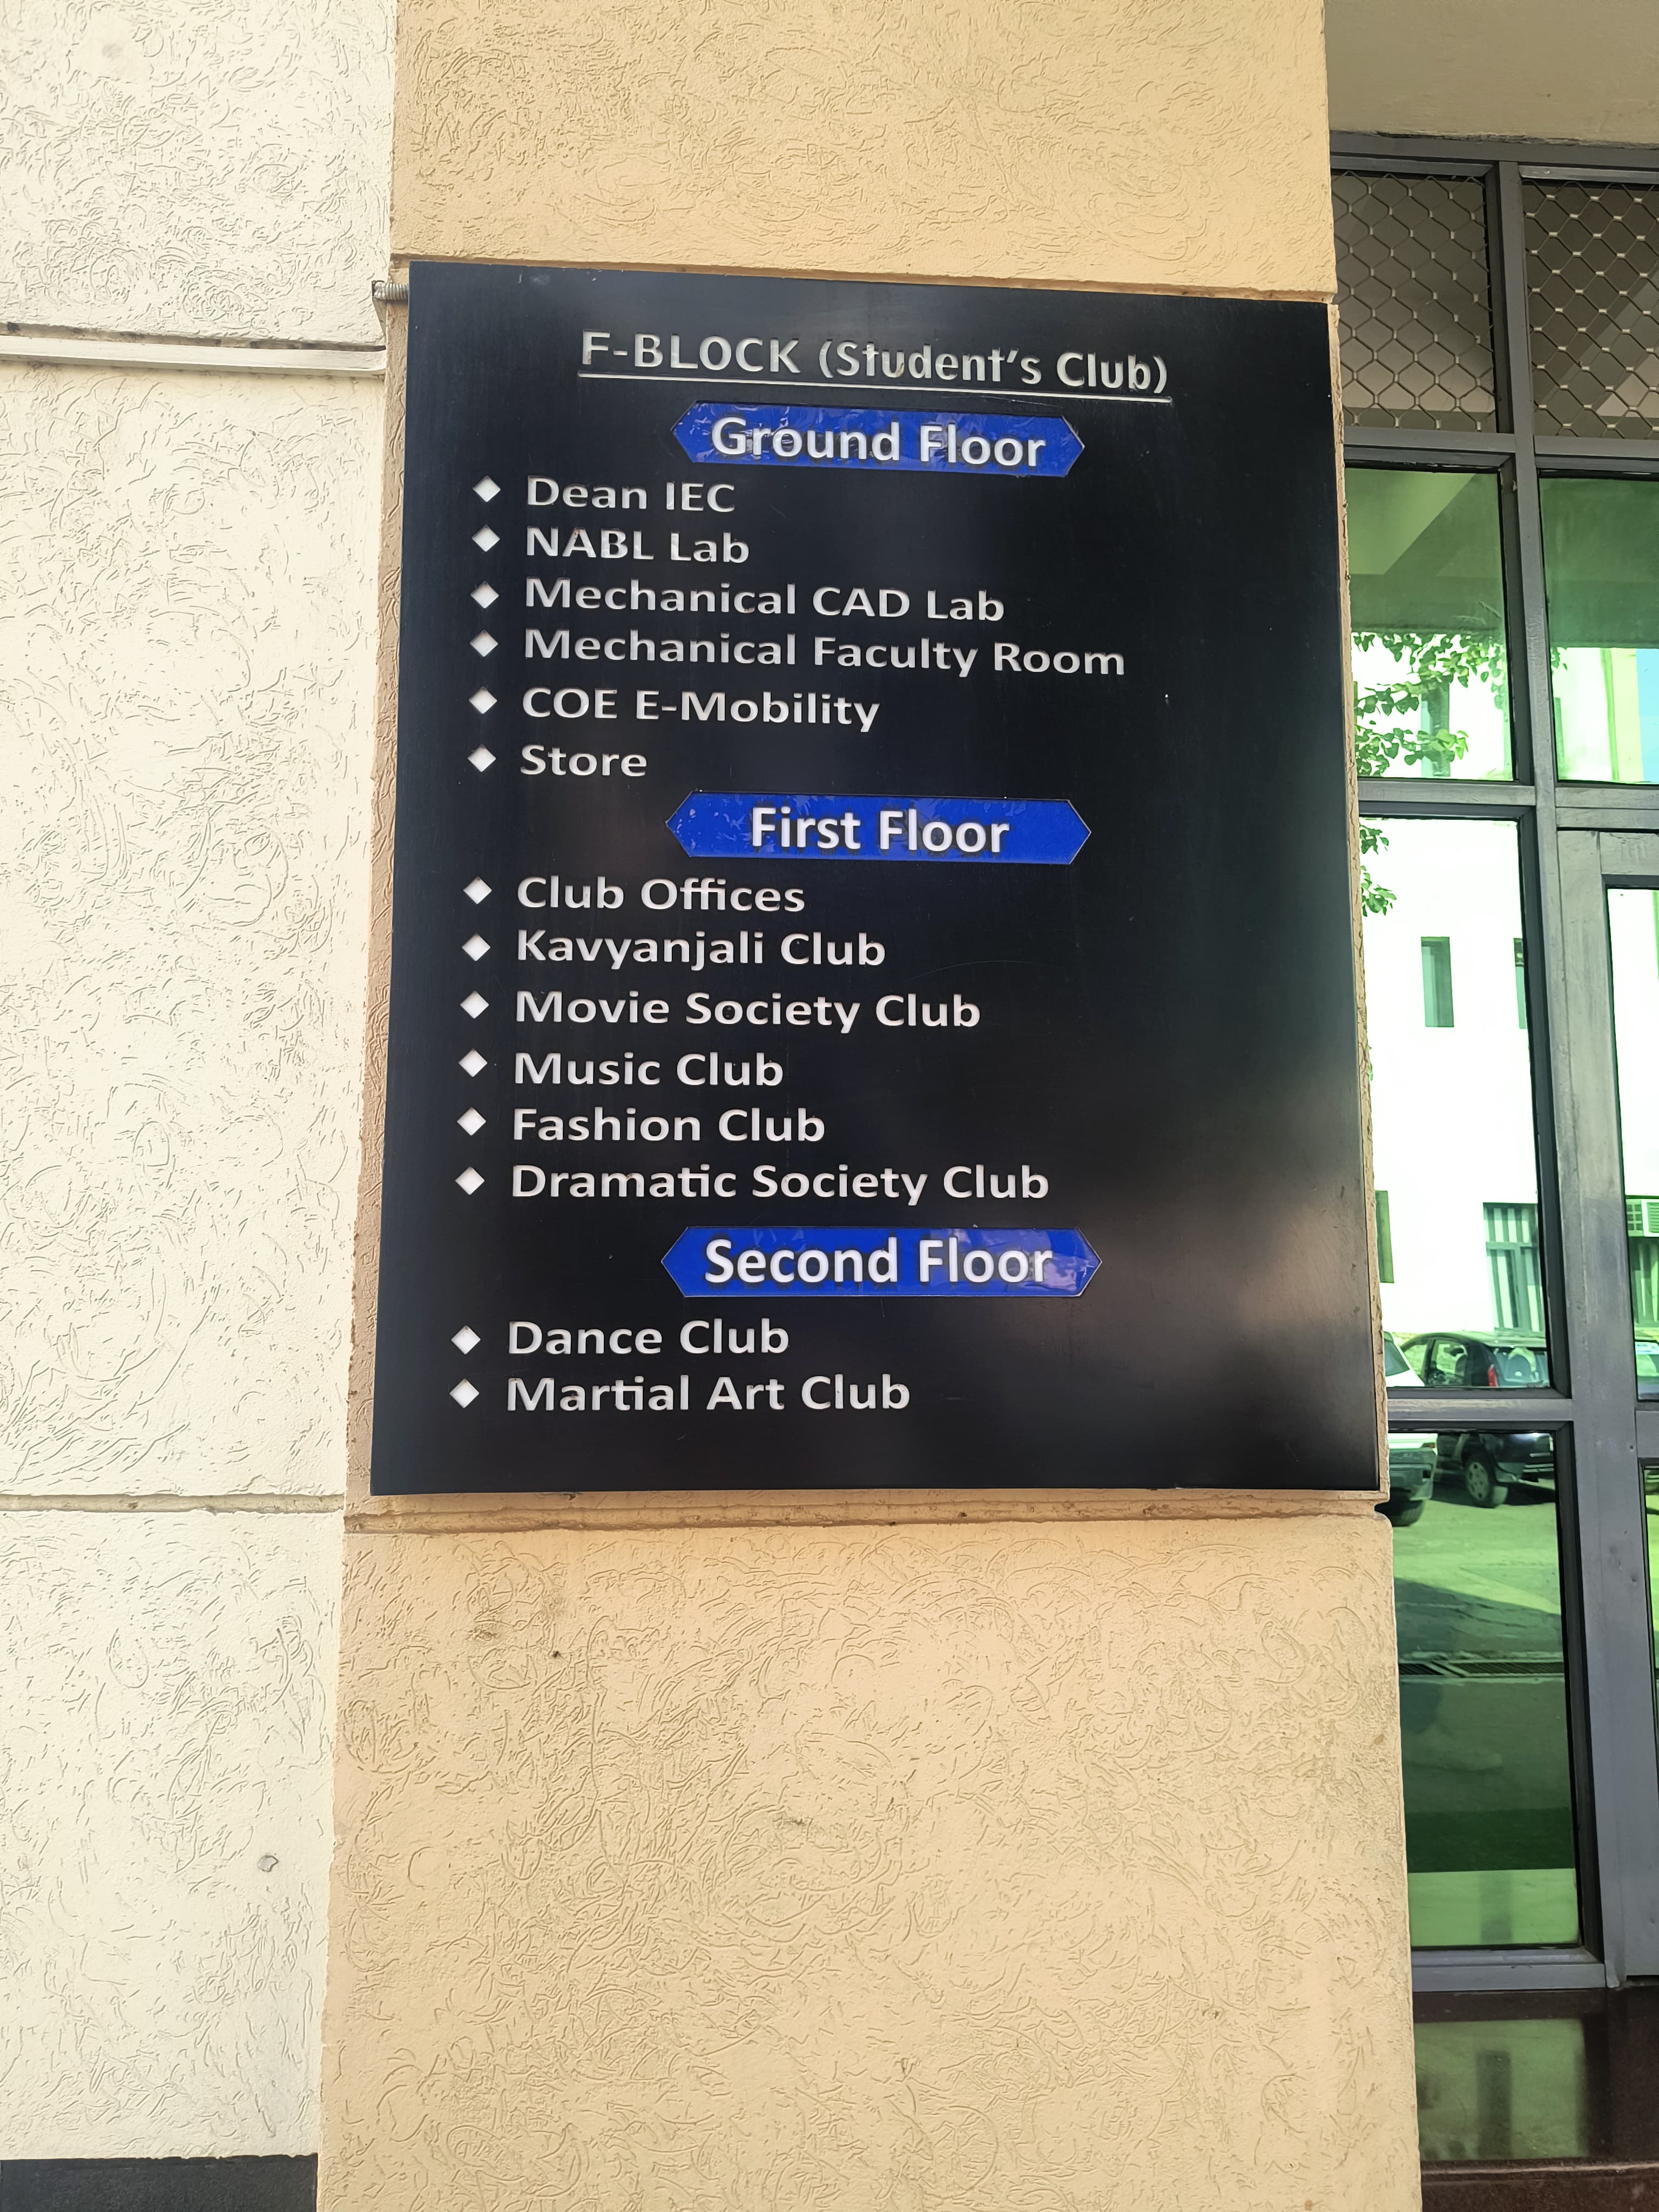 F-BLOCK (Student's Club)
Ground Floor
Dean IEC
NABL Lab
Mechanical CAD Lab
Mechanical Faculty Room
COE E-Mobility
Store
First Floor
Club Offices
Kavyanjali Club
Movie Society Club
Music Club
Fashion Club
Dramatic Society Club
Second Floor
Dance Club
Martial Art Club